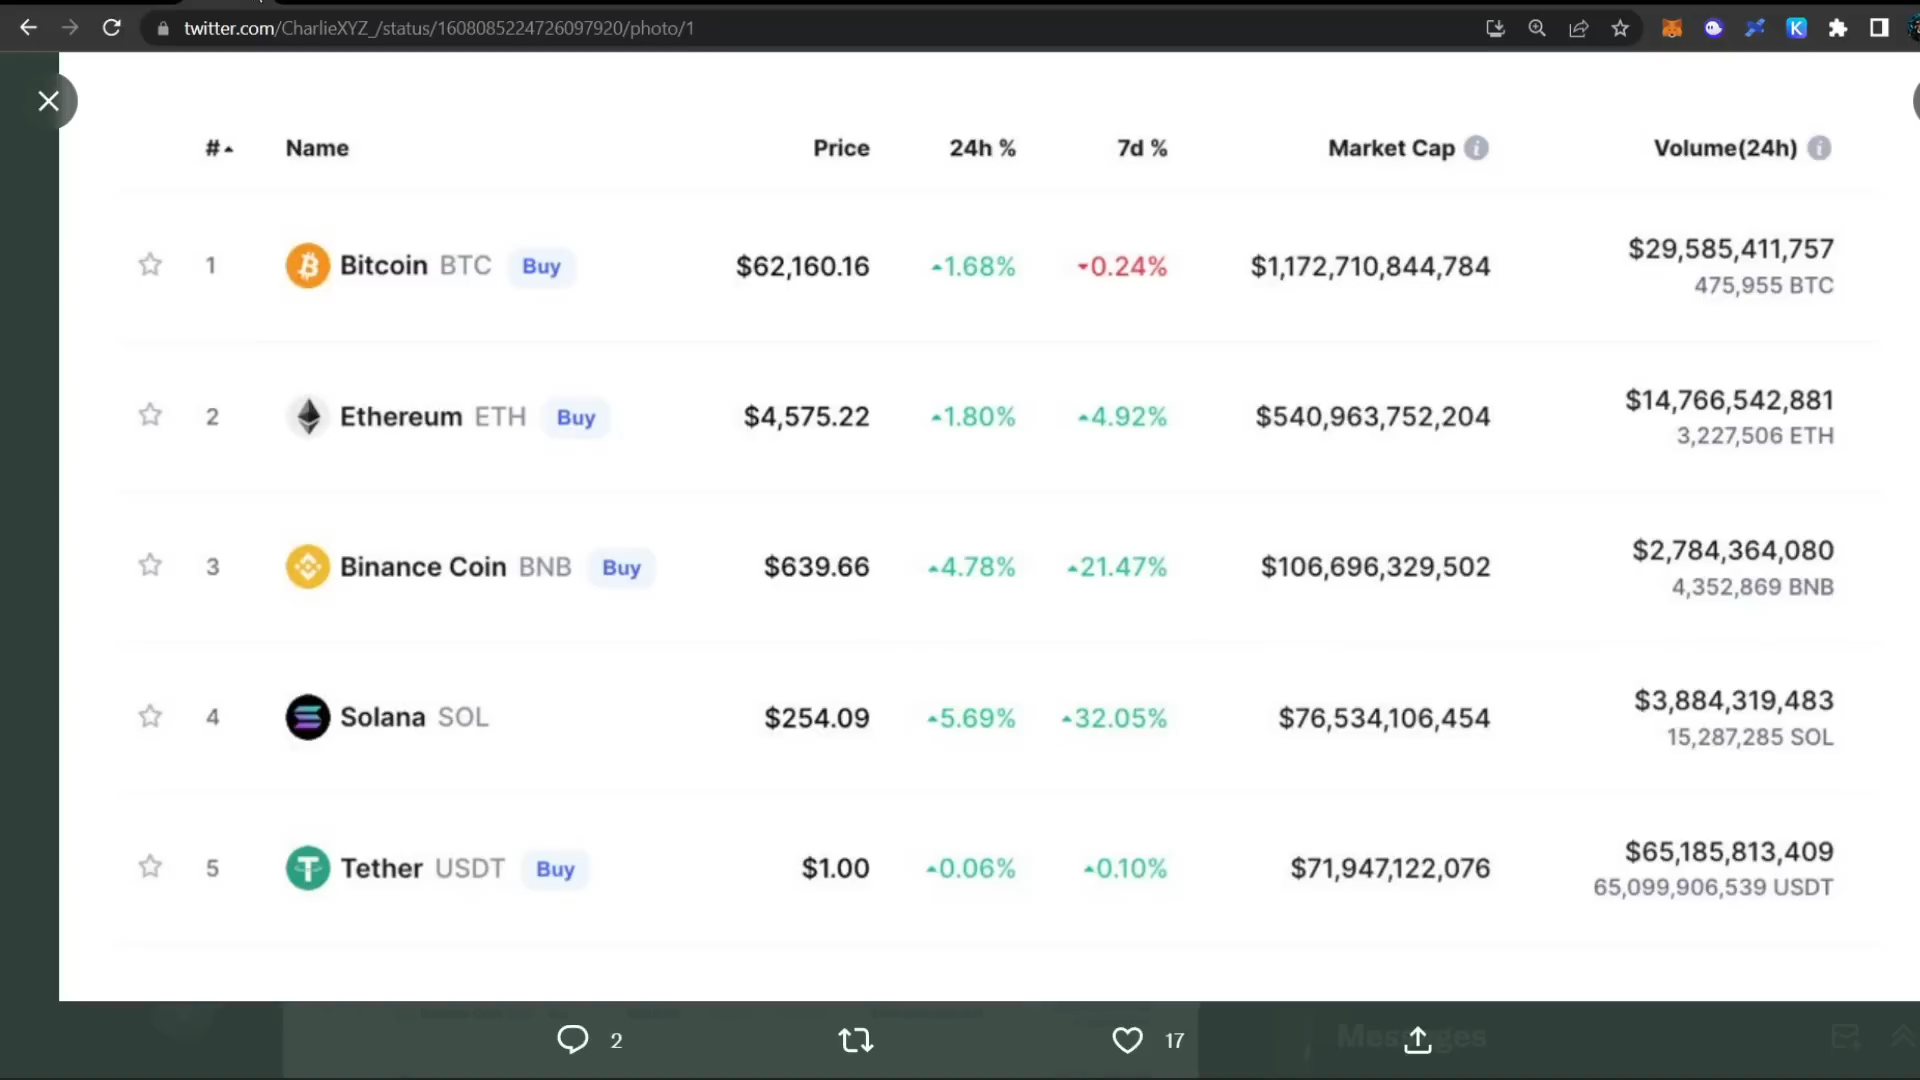 twitter.com/CharlieXYZ_/status/1608085224726097920/photo/1
# Name Price 24h % 7d % Market Cap Volume(24h)
1 Bitcoin BTC Buy $62,160.16 1.68% 0.24% $1,172,710,844,784 $29,585,411,757
475,955 BTC
2 Ethereum ETH Buy $4,575.22 1.80% 4.92% $540,963,752,204 $14,766,542,881
3,227,506 ETH
3 Binance Coin BNB Buy $639.66 4.78% 21.47% $106,696,329,502 $2,784,364,080
4,352,869 BNB
4 Solana SOL $254.09 5.69% 32.05% $76,534,106,454 $3,884,319,483
15,287,285 SOL
5 Tether USDT Buy $1.00 0.06% 0.10% $71,947,122,076 $65,185,813,409
65,099,906,539 USDT
2 17 Messages